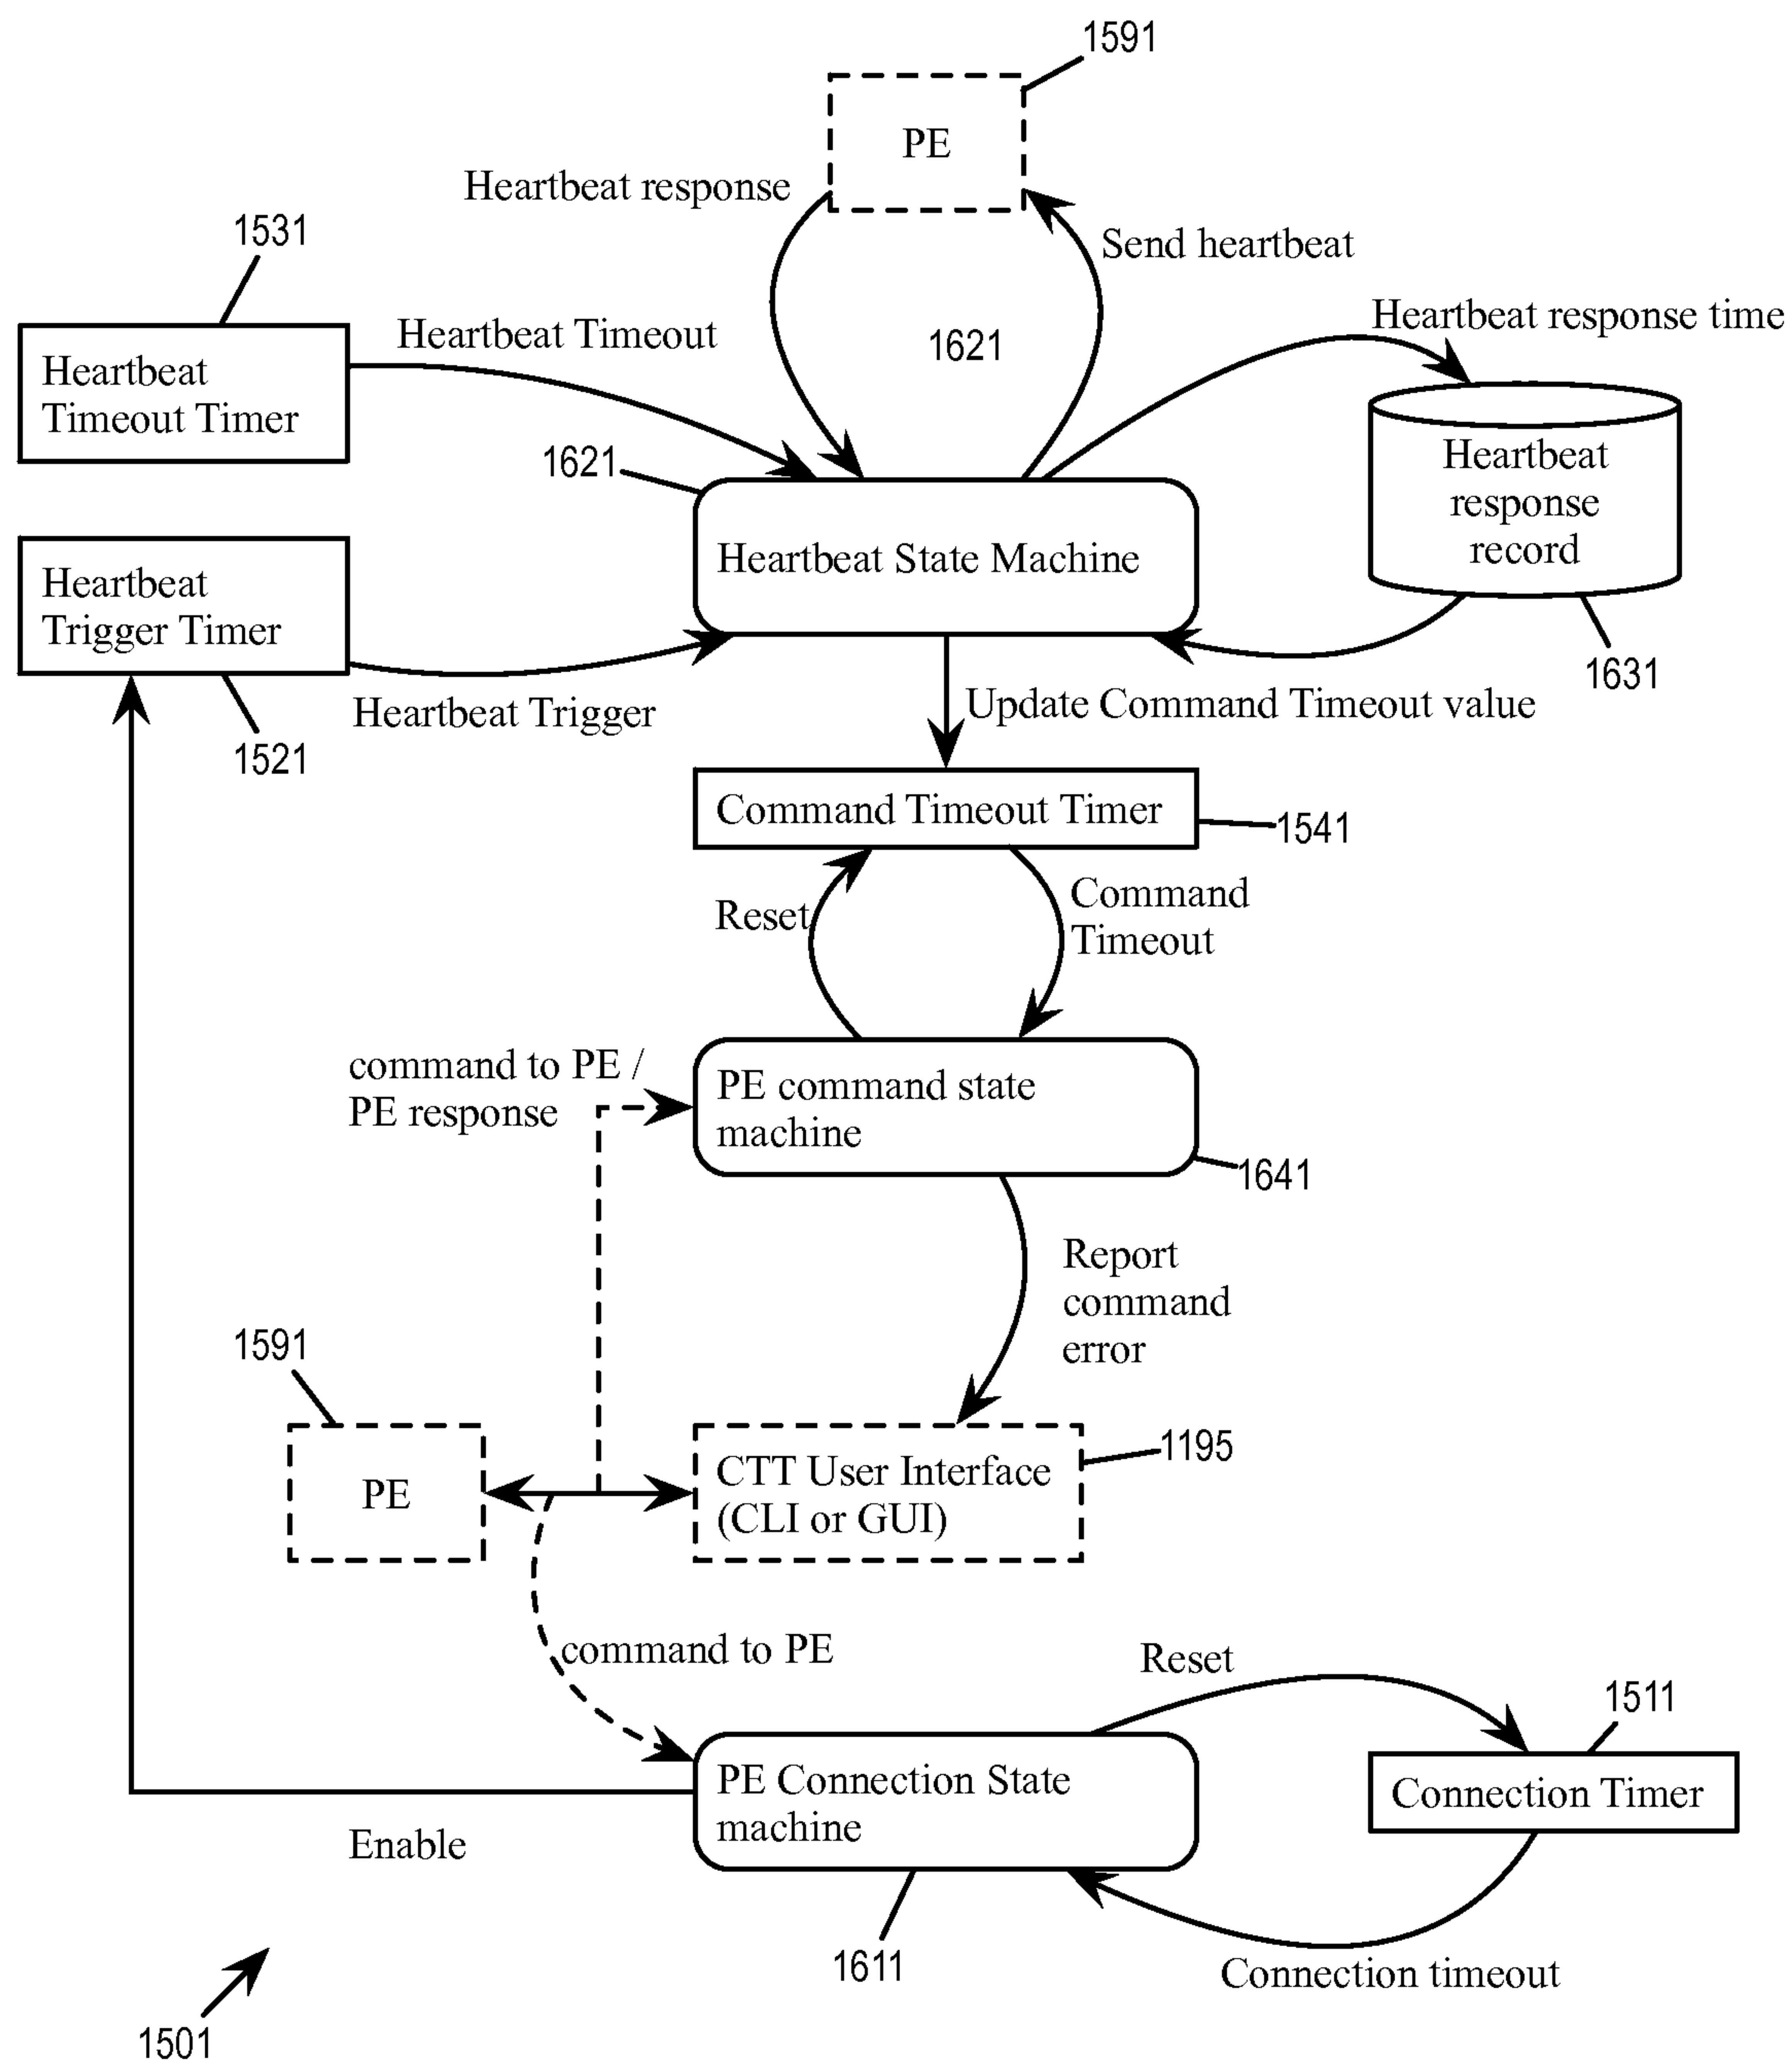 1591
PE
Heartbeat response
Send heartbeat
1531
Heartbeat Timeout
1621
Heartbeat response time
Heartbeat
Timeout Timer
1621
Heartbeat
response
record
Heartbeat State Machine
Heartbeat
Trigger Timer
1631
Heartbeat Trigger
Update Command Timeout value
1521
Command Timeout Timer
1541
Reset
Command
Timeout
command to PE /
PE response
PE command state
machine
1641
Report
command
error
1591
1195
PE
CTT User Interface
(CLI or GUI)
command to PE
Reset
1511
PE Connection State
machine
Connection Timer
Enable
1611
Connection timeout
1501